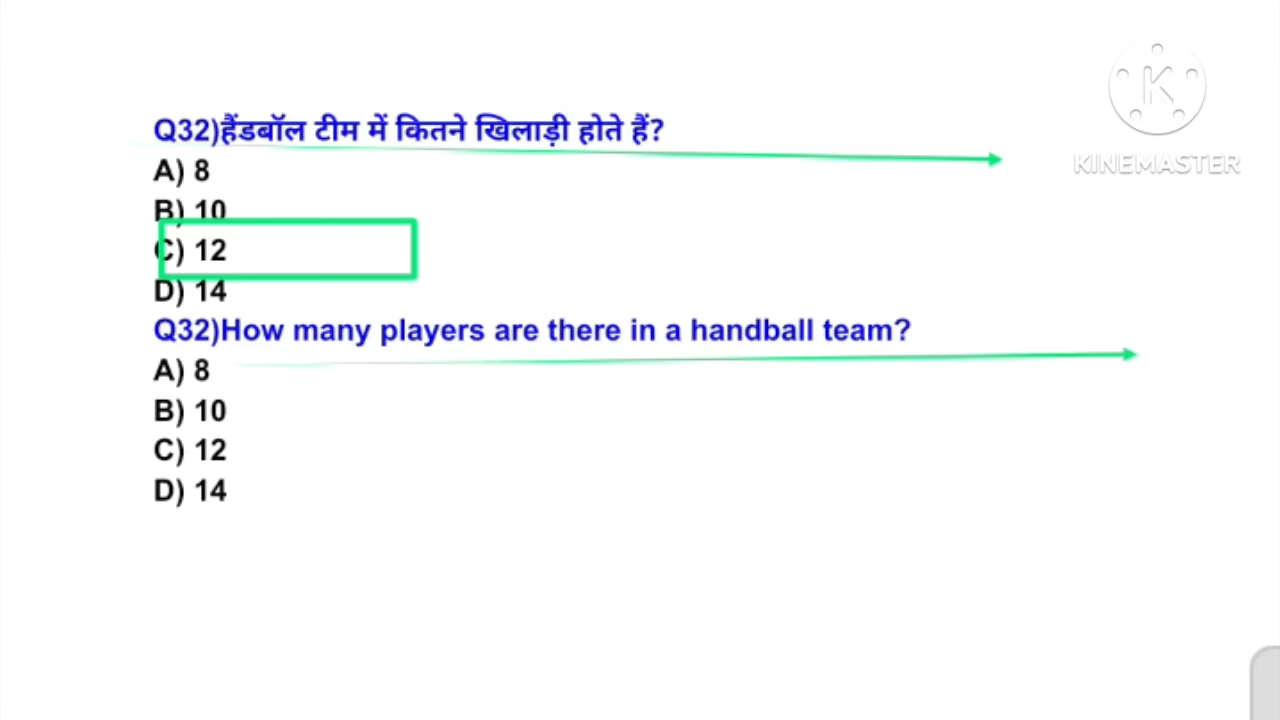 Q32)हैंडबॉल टीम में कितने खिलाड़ी होते हैं?
A) 8
B) 10
C) 12
D) 14
Q32)How many players are there in a handball team?
A) 8
B) 10
C) 12
D) 14
K
KINEMASTER